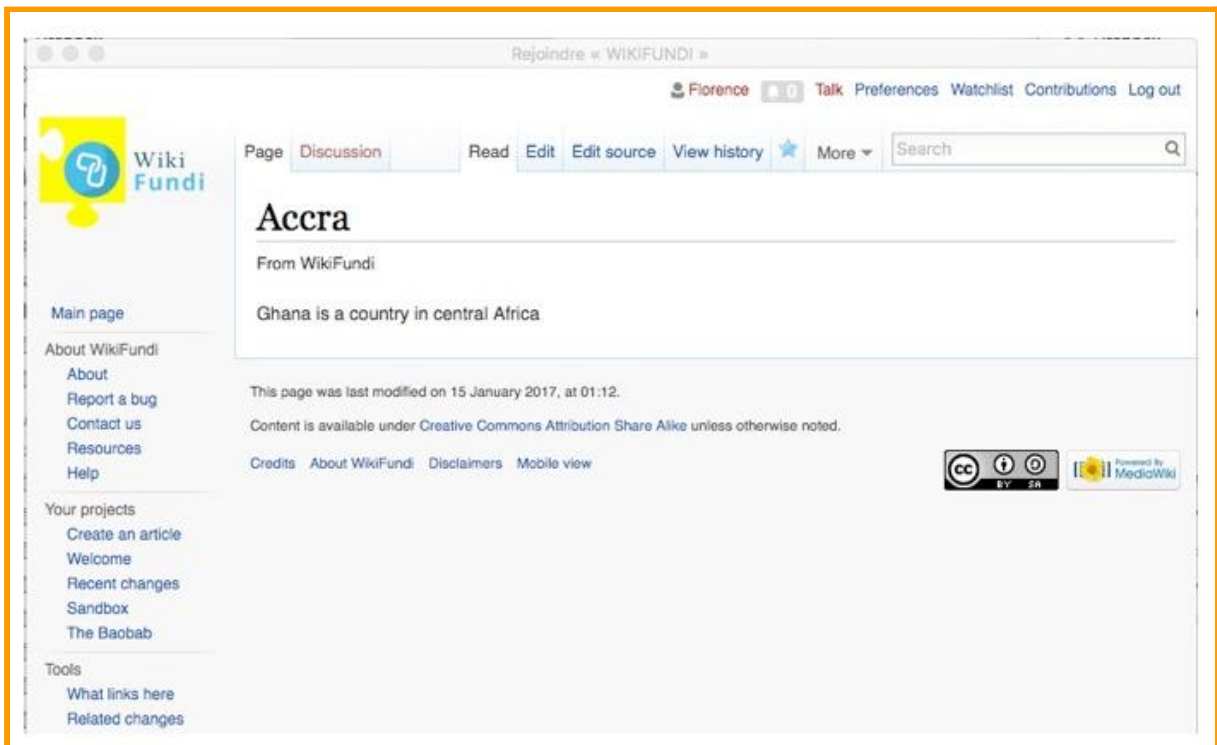 Rejoindre « WIKIFUNDI »
Florence 0 Talk Preferences Watchlist Contributions Log out
Wiki
Fundi
Page Discussion Read Edit Edit source View history More Search
Accra
From WikiFundi
Ghana is a country in central Africa
This page was last modified on 15 January 2017, at 01:12.
Content is available under Creative Commons Attribution Share Alike unless otherwise noted.
Credits About WikiFundi Disclaimers Mobile view
cc BY SA
Powered By
MediaWiki
Main page
About WikiFundi
About
Report a bug
Contact us
Resources
Help
Your projects
Create an article
Welcome
Recent changes
Sandbox
The Baobab
Tools
What links here
Related changes